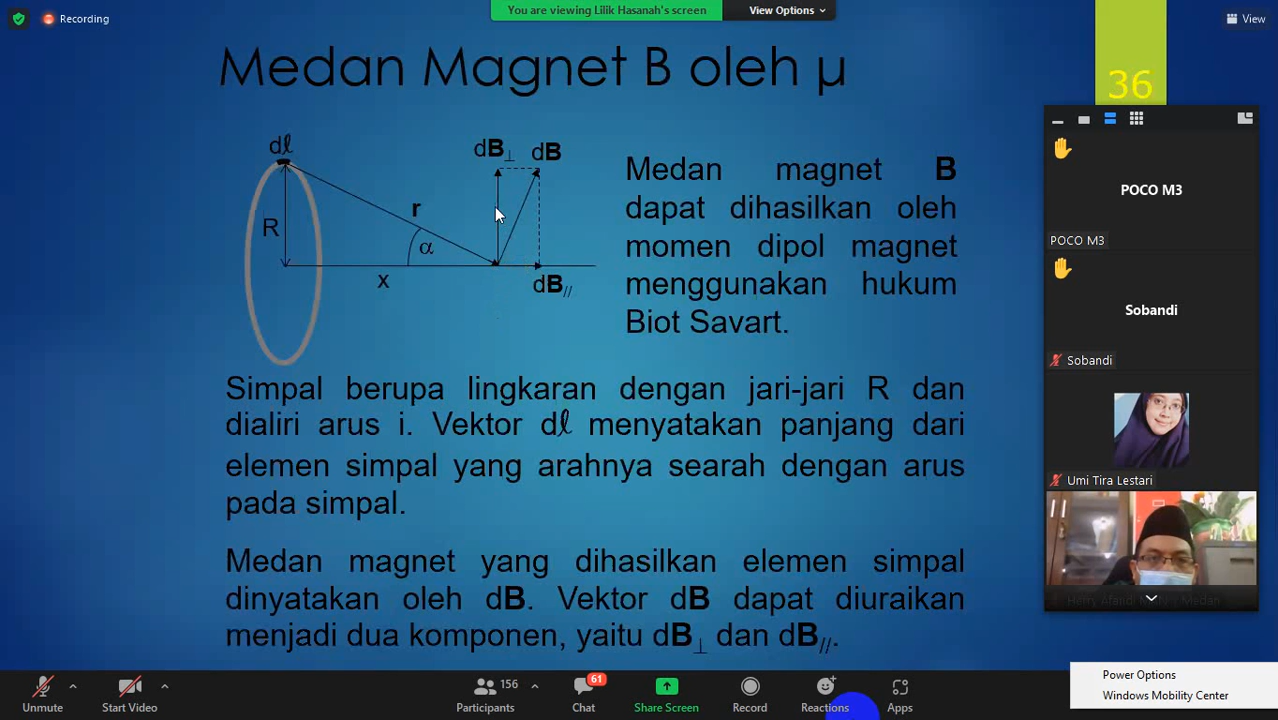 You are viewing Lilik Hasanah's screen
View Options
Recording
View
Medan Magnet B oleh μ
36
dℓ
dB⊥ dB
R
r
α
x
dB//
Medan magnet B
dapat dihasilkan oleh
momen dipol magnet
menggunakan hukum
Biot Savart.
Simpal berupa lingkaran dengan jari-jari R dan
dialiri arus i. Vektor dℓ menyatakan panjang dari
elemen simpal yang arahnya searah dengan arus
pada simpal.
Medan magnet yang dihasilkan elemen simpal
dinyatakan oleh dB. Vektor dB dapat diuraikan
menjadi dua komponen, yaitu dB⊥ dan dB//.
POCO M3
POCO M3
Sobandi
Sobandi
Umi Tira Lestari
Medan
Power Options
Windows Mobility Center
Unmute
Start Video
156
Participants
61
Chat
Share Screen
Record
Reactions
Apps